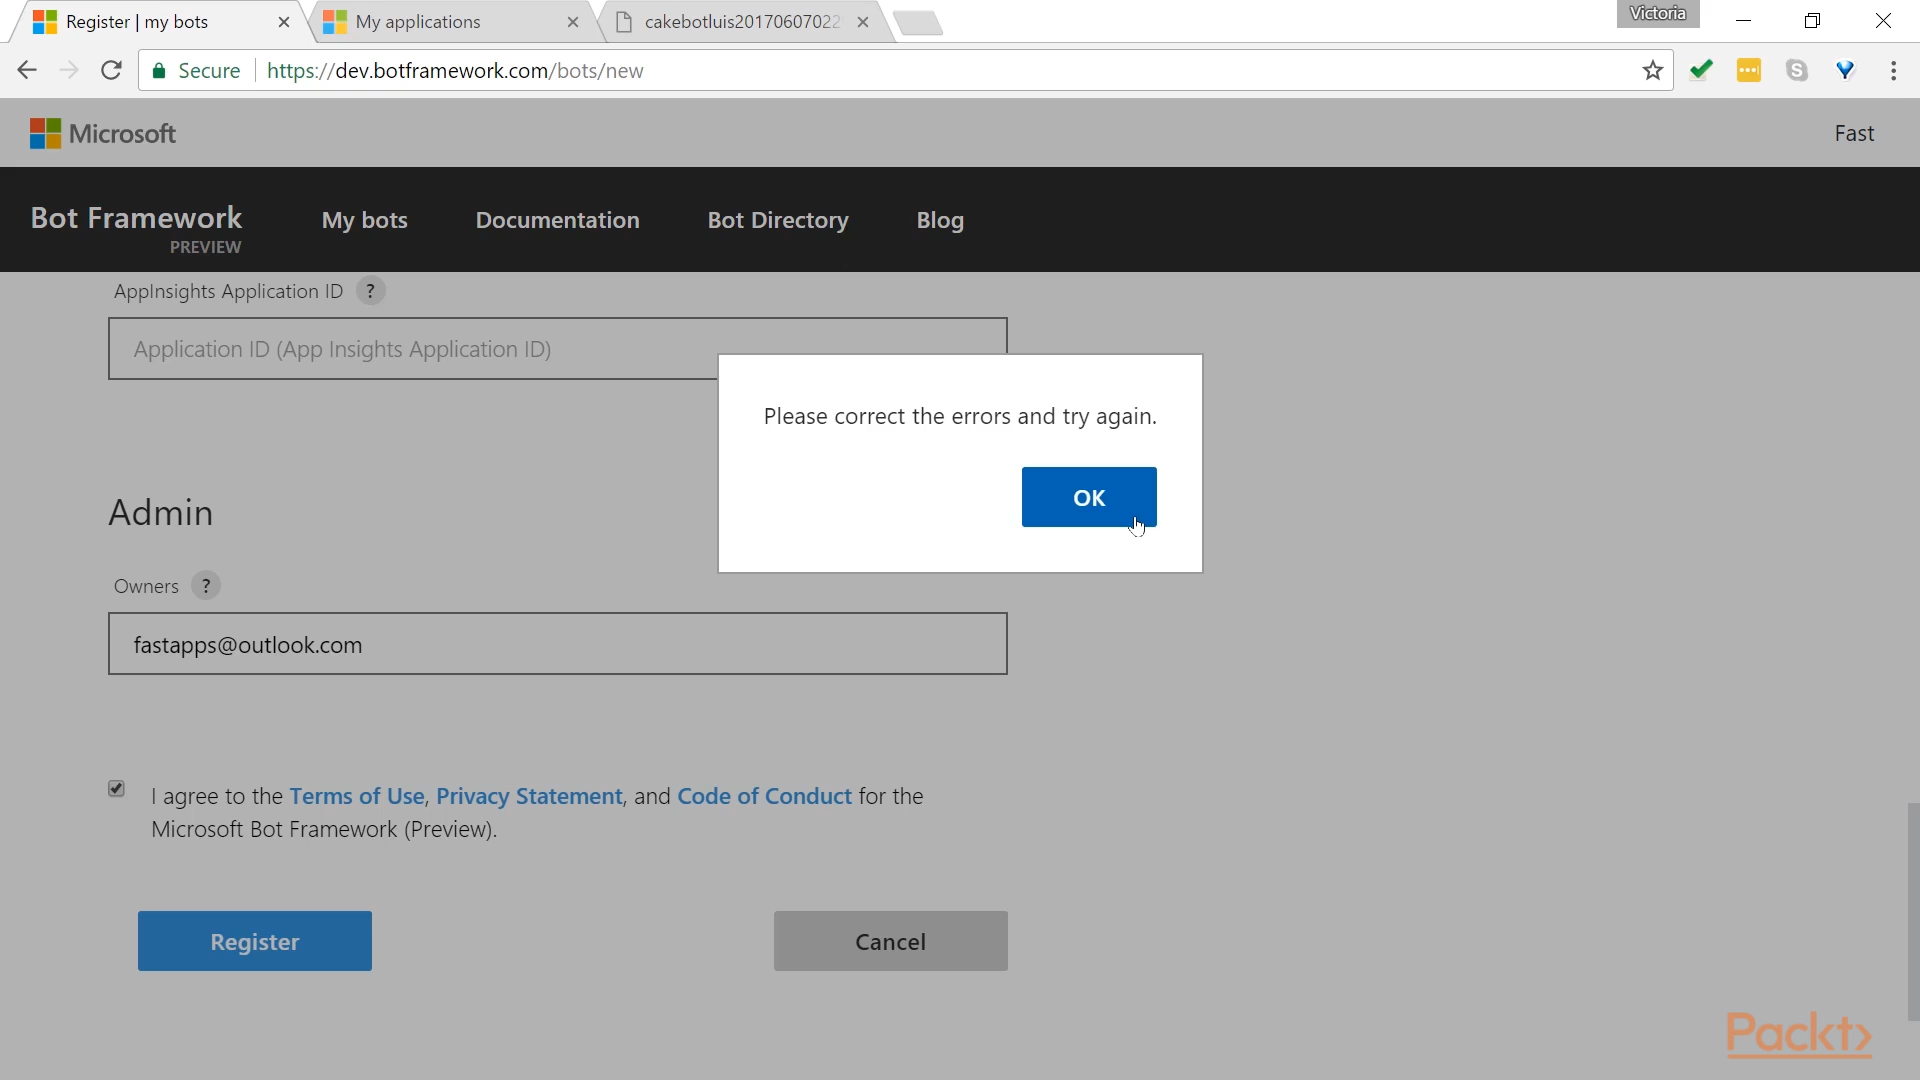 Register | my bots
My applications
cakebotluis2017060702
Victoria
Secure
https://dev.botframework.com/bots/new
Microsoft
Fast
Bot Framework
PREVIEW
My bots
Documentation
Bot Directory
Blog
AppInsights Application ID ?
Application ID (App Insights Application ID)
Please correct the errors and try again.
OK
Admin
Owners ?
fastapps@outlook.com
I agree to the Terms of Use, Privacy Statement, and Code of Conduct for the
Microsoft Bot Framework (Preview).
Register
Cancel
Packt>